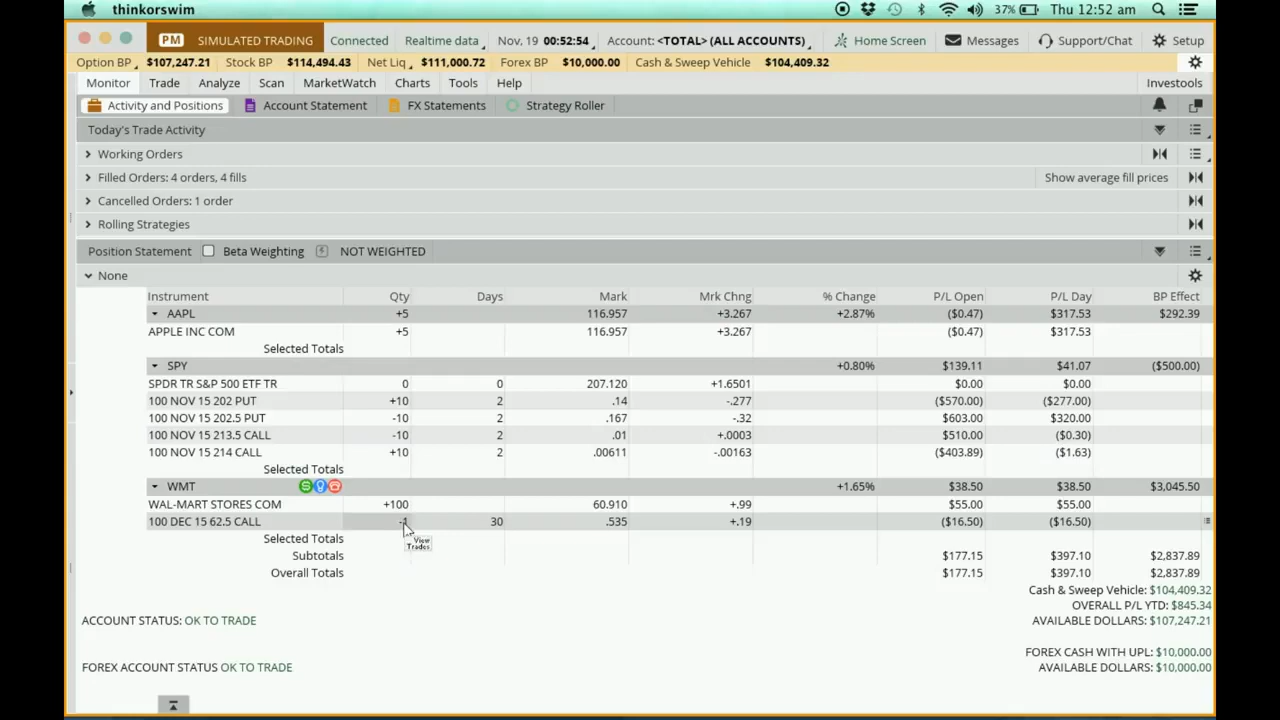 thinkorswim 37% Thu 12:52 am
PM SIMULATED TRADING Connected Realtime data Nov, 19 00:52:54 Account: <TOTAL> (ALL ACCOUNTS) Home Screen Messages Support/Chat Setup
Option BP $107,247.21 Stock BP $114,494.43 Net Liq $111,000.72 Forex BP $10,000.00 Cash & Sweep Vehicle $104,409.32
Monitor Trade Analyze Scan MarketWatch Charts Tools Help Investools
Activity and Positions Account Statement FX Statements Strategy Roller
Today's Trade Activity
Working Orders
Filled Orders: 4 orders, 4 fills Show average fill prices
Cancelled Orders: 1 order
Rolling Strategies
Position Statement Beta Weighting NOT WEIGHTED
None
Instrument Qty Days Mark Mrk Chng % Change P/L Open P/L Day BP Effect
AAPL +5 116.957 +3.267 +2.87% ($0.47) $317.53 $292.39
APPLE INC COM +5 116.957 +3.267 ($0.47) $317.53
Selected Totals
SPY +0.80% $139.11 $41.07 ($500.00)
SPDR TR S&P 500 ETF TR 0 0 207.120 +1.6501 $0.00 $0.00
100 NOV 15 202 PUT +10 2 .14 -.277 ($570.00) ($277.00)
100 NOV 15 202.5 PUT -10 2 .167 -.32 $603.00 $320.00
100 NOV 15 213.5 CALL -10 2 .01 +.0003 $510.00 ($0.30)
100 NOV 15 214 CALL +10 2 .00611 -.00163 ($403.89) ($1.63)
Selected Totals
WMT S +1.65% $38.50 $38.50 $3,045.50
WAL-MART STORES COM +100 60.910 +.99 $55.00 $55.00
100 DEC 15 62.5 CALL -1 30 .535 +.19 ($16.50) ($16.50)
View
Trades
Selected Totals
Subtotals $177.15 $397.10 $2,837.89
Overall Totals $177.15 $397.10 $2,837.89
Cash & Sweep Vehicle: $104,409.32
OVERALL P/L YTD: $845.34
ACCOUNT STATUS: OK TO TRADE AVAILABLE DOLLARS: $107,247.21
FOREX CASH WITH UPL: $10,000.00
FOREX ACCOUNT STATUS OK TO TRADE AVAILABLE DOLLARS: $10,000.00